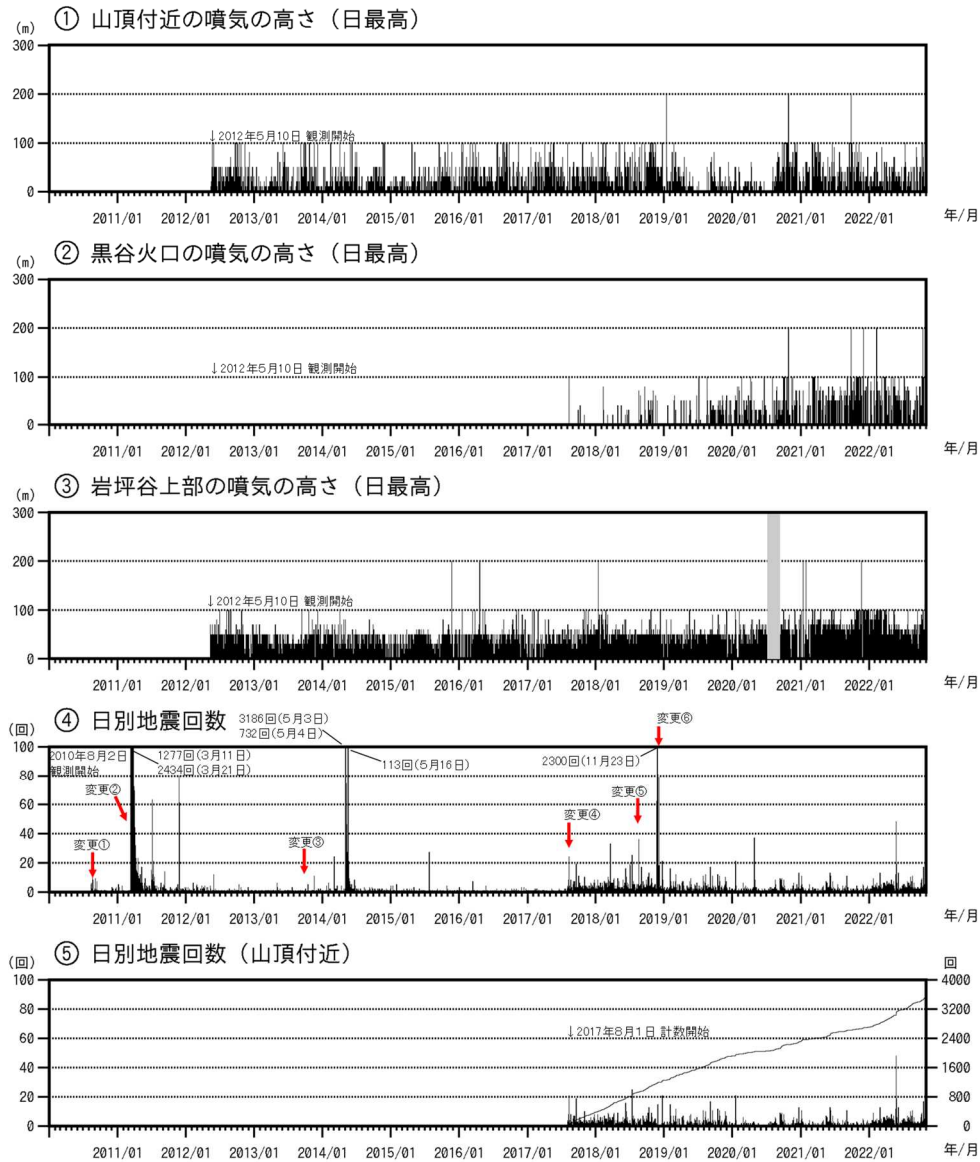 ① 山頂付近の噴気の高さ（日最高）
(m)
300
200
100
0
↓2012年5月10日 観測開始
2011/01 2012/01 2013/01 2014/01 2015/01 2016/01 2017/01 2018/01 2019/01 2020/01 2021/01 2022/01 年/月
② 黒谷火口の噴気の高さ（日最高）
(m)
300
200
100
0
↓2012年5月10日 観測開始
2011/01 2012/01 2013/01 2014/01 2015/01 2016/01 2017/01 2018/01 2019/01 2020/01 2021/01 2022/01 年/月
③ 岩坪谷上部の噴気の高さ（日最高）
(m)
300
200
100
0
↓2012年5月10日 観測開始
2011/01 2012/01 2013/01 2014/01 2015/01 2016/01 2017/01 2018/01 2019/01 2020/01 2021/01 2022/01 年/月
④ 日別地震回数
(回)
3186回(5月3日)
732回(5月4日)
変更⑥
100
80
60
40
20
0
2010年8月2日
観測開始
1277回(3月11日)
2434回(3月21日)
113回(5月16日)
2300回(11月23日)
変更②
変更⑤
変更①
変更③
変更④
2011/01 2012/01 2013/01 2014/01 2015/01 2016/01 2017/01 2018/01 2019/01 2020/01 2021/01 2022/01 年/月
⑤ 日別地震回数（山頂付近）
(回)
回
100
80
60
40
20
0
↓2017年8月1日 計数開始
4000
3200
2400
1600
800
0
2011/01 2012/01 2013/01 2014/01 2015/01 2016/01 2017/01 2018/01 2019/01 2020/01 2021/01 2022/01 年/月